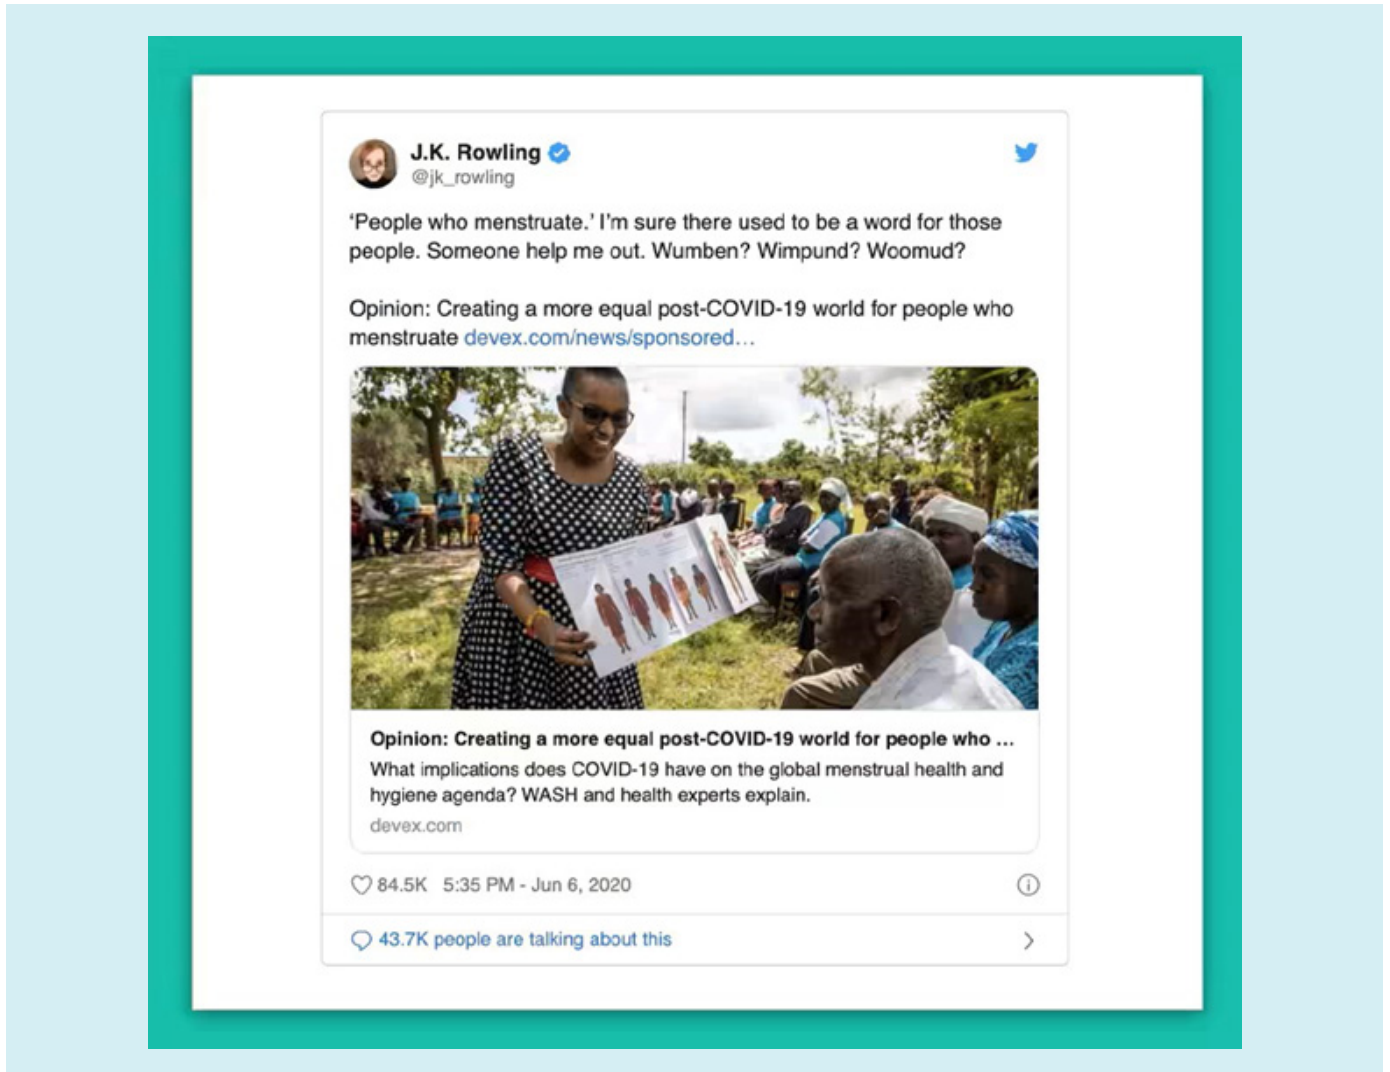 J.K. Rowling
@jk_rowling
‘People who menstruate.’ I’m sure there used to be a word for those
people. Someone help me out. Wumben? Wimpund? Woomud?
Opinion: Creating a more equal post-COVID-19 world for people who
menstruate devex.com/news/sponsored…
Opinion: Creating a more equal post-COVID-19 world for people who ...
What implications does COVID-19 have on the global menstrual health and
hygiene agenda? WASH and health experts explain.
devex.com
84.5K 5:35 PM - Jun 6, 2020
43.7K people are talking about this